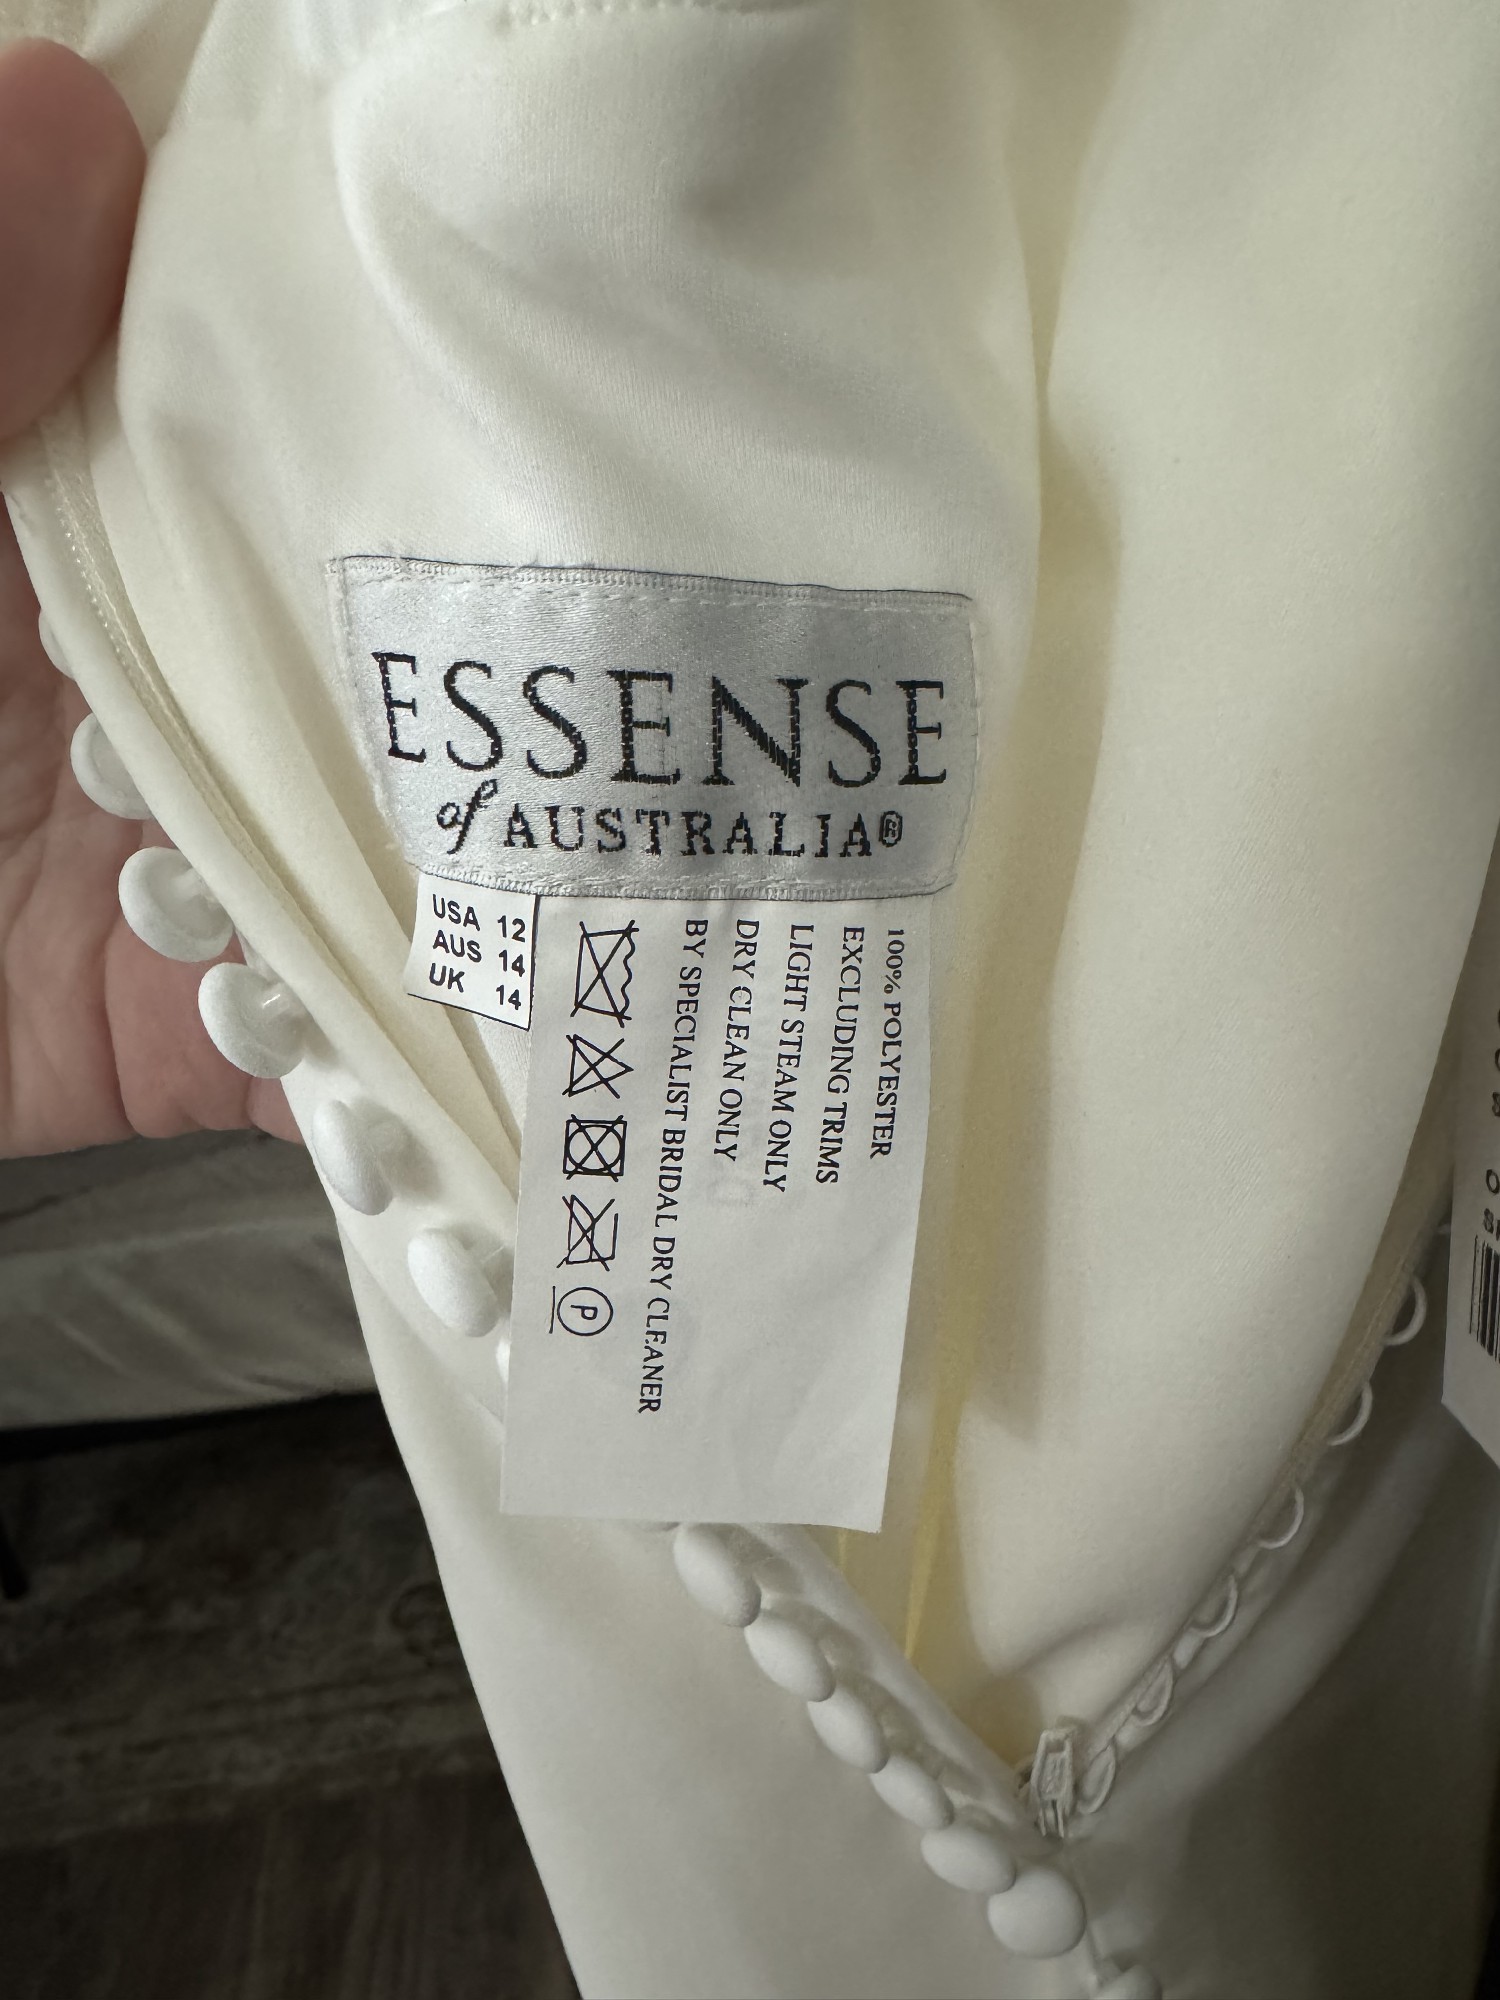 ESSENSE
of AUSTRALIA®
USA 12
AUS 14
UK 14
100% POLYESTER
EXCLUDING TRIMS
LIGHT STEAM ONLY
DRY CLEAN ONLY
BY SPECIALIST BRIDAL DRY CLEANER
P